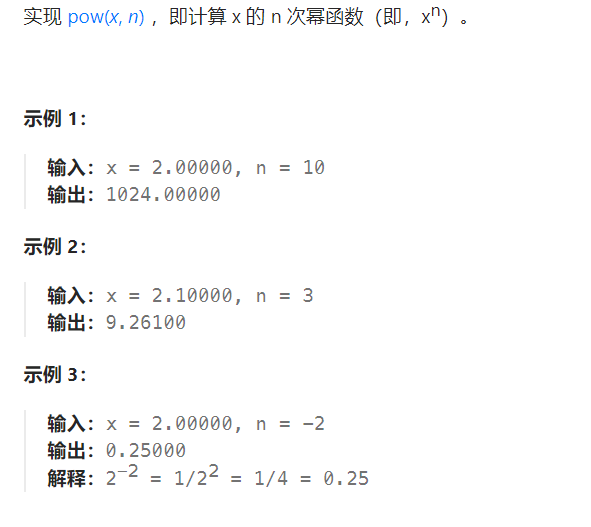 实现 pow(x, n) ，即计算 x 的 n 次幂函数（即，xⁿ）。
示例 1：
输入：x = 2.00000, n = 10
输出：1024.00000
示例 2：
输入：x = 2.10000, n = 3
输出：9.26100
示例 3：
输入：x = 2.00000, n = -2
输出：0.25000
解释：2⁻² = 1/2² = 1/4 = 0.25